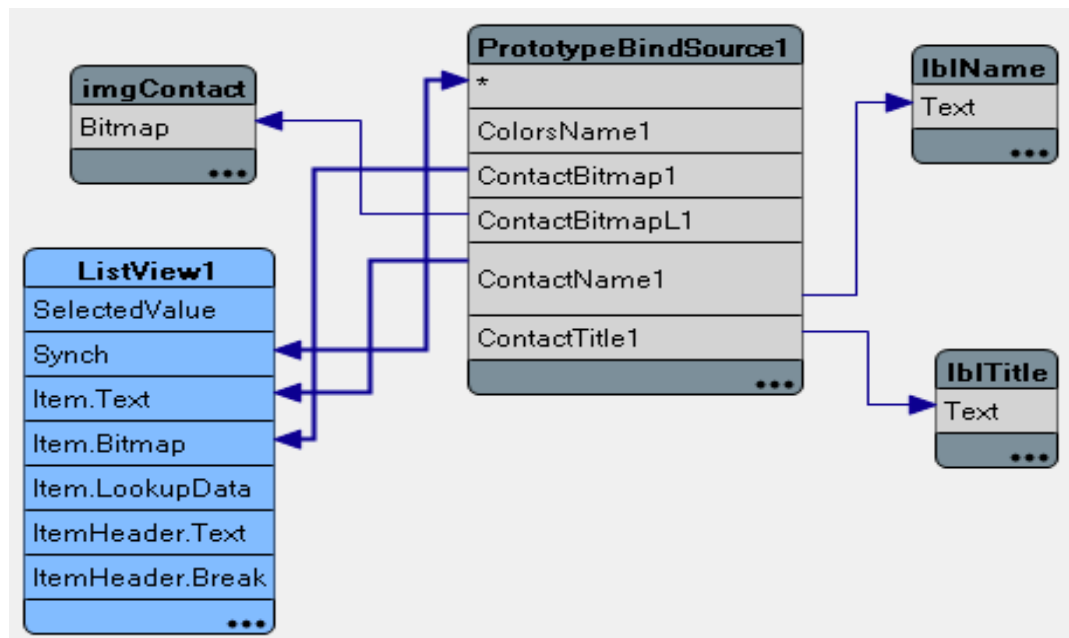 imgContact
Bitmap
...
ListView1
SelectedValue
Synch
Item.Text
Item.Bitmap
Item.LookupData
ItemHeader.Text
ItemHeader.Break
...
PrototypeBindSource1
*
ColorsName1
ContactBitmap1
ContactBitmapL1
ContactName1
ContactTitle1
...
lblName
Text
...
lblTitle
Text
...